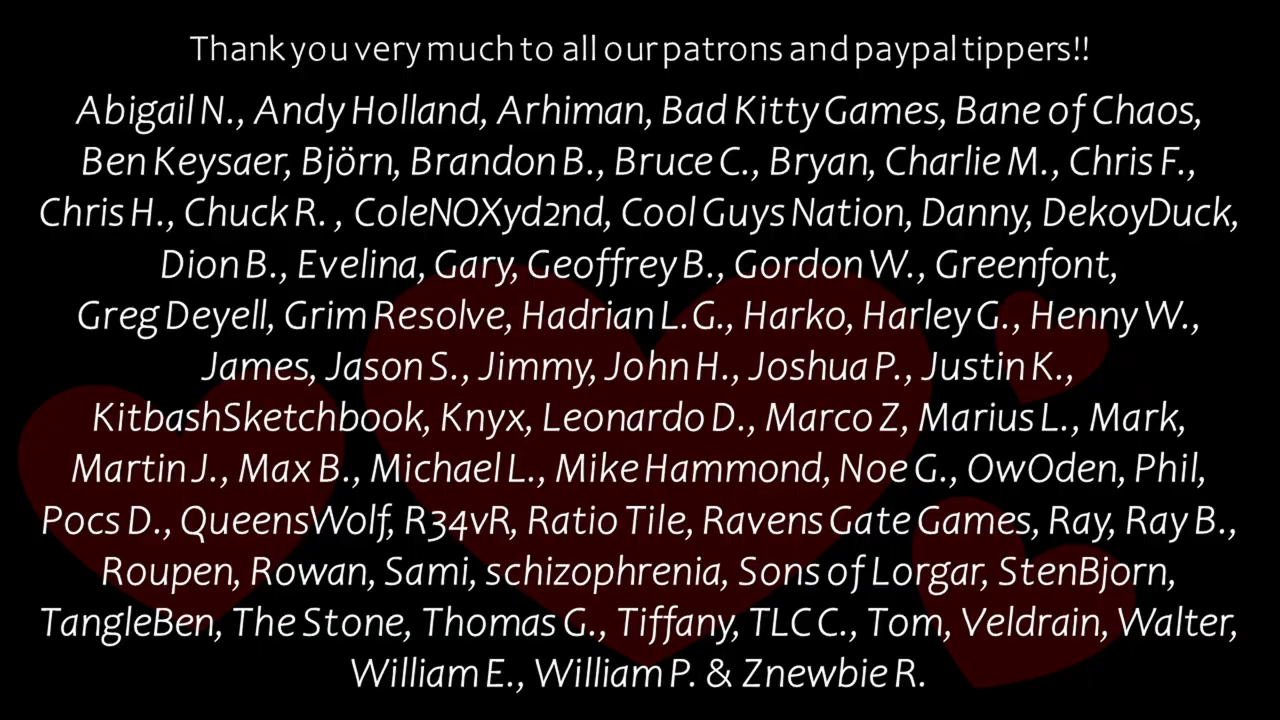 Thank you very much to all our patrons and paypal tippers!!
Abigail N., Andy Holland, Arhiman, Bad Kitty Games, Bane of Chaos,
Ben Keysaer, Björn, Brandon B., Bruce C., Bryan, Charlie M., Chris F.,
Chris H., Chuck R. , ColeNOXyd2nd, Cool Guys Nation, Danny, DekoyDuck,
Dion B., Evelina, Gary, Geoffrey B., Gordon W., Greenfont,
Greg Deyell, Grim Resolve, Hadrian L.G., Harko, Harley G., Henny W.,
James, Jason S., Jimmy, John H., Joshua P., Justin K.,
KitbashSketchbook, Knyx, Leonardo D., Marco Z, Marius L., Mark,
Martin J., Max B., Michael L., Mike Hammond, Noe G., OwOden, Phil,
Pocs D., QueensWolf, R34vR, Ratio Tile, Ravens Gate Games, Ray, Ray B.,
Roupen, Rowan, Sami, schizophrenia, Sons of Lorgar, StenBjorn,
TangleBen, The Stone, Thomas G., Tiffany, TLC C., Tom, Veldrain, Walter,
William E., William P. & Znewbie R.